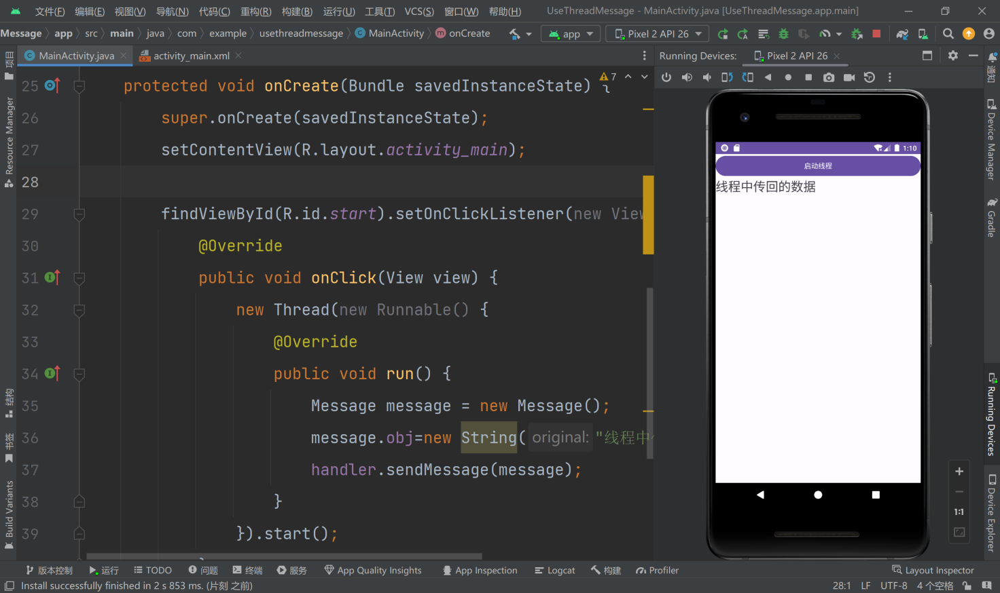 文件(F) 编辑(E) 视图(V) 导航(N) 代码(C) 重构(R) 构建(B) 运行(U) 工具(T) VCS(S) 窗口(W) 帮助(H) UseThreadMessage - MainActivity.java [UseThreadMessage.app.main]
Message app src main java com example usethreadmessage MainActivity onCreate app Pixel 2 API 26
MainActivity.java activity_main.xml Running Devices: Pixel 2 API 26
7
25 protected void onCreate(Bundle savedInstanceState) {
26 super.onCreate(savedInstanceState);
27 setContentView(R.layout.activity_main);
28
29 findViewById(R.id.start).setOnClickListener(new View
30 @Override
31 public void onClick(View view) {
32 new Thread(new Runnable() {
33 @Override
34 public void run() {
35 Message message = new Message();
36 message.obj=new String( original: "线程中
37 handler.sendMessage(message);
38 }
39 }).start();
1:10
启动线程
线程中传回的数据
1:1
项目
Resource Manager
结构
书签
Build Variants
通知
Device Manager
Gradle
Running Devices
Device Explorer
版本控制 运行 TODO 问题 终端 服务 App Quality Insights App Inspection Logcat 构建 Profiler Layout Inspector
Install successfully finished in 2 s 853 ms. (片刻 之前) 28:1 LF UTF-8 4 个空格